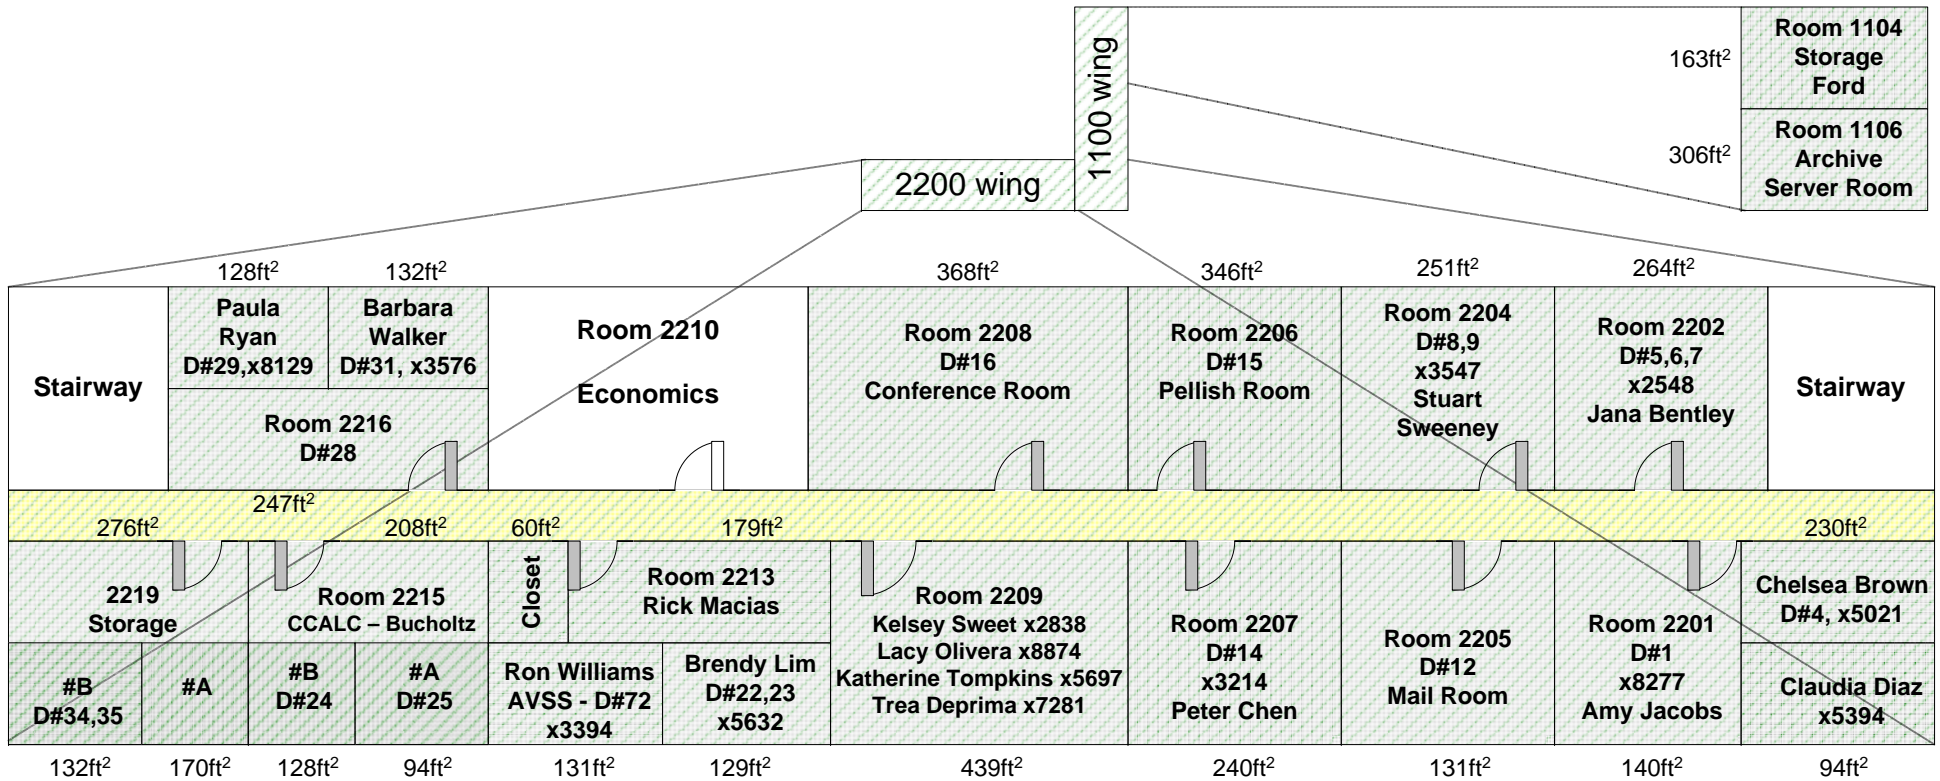 1100 wing
163ft²
Room 1104
Storage
Ford
306ft²
Room 1106
Archive
Server Room
2200 wing
128ft²
132ft²
368ft²
346ft²
251ft²
264ft²
Stairway
Paula
Ryan
D#29,x8129
Barbara
Walker
D#31, x3576
Room 2216
D#28
Room 2210
Economics
Room 2208
D#16
Conference Room
Room 2206
D#15
Pellish Room
Room 2204
D#8,9
x3547
Stuart
Sweeney
Room 2202
D#5,6,7
x2548
Jana Bentley
Stairway
247ft²
276ft²
208ft²
60ft²
179ft²
230ft²
2219
Storage
#B
D#34,35
#A
Room 2215
CCALC – Bucholtz
#B
D#24
#A
D#25
Closet
Room 2213
Rick Macias
Ron Williams
AVSS - D#72
x3394
Brendy Lim
D#22,23
x5632
Room 2209
Kelsey Sweet x2838
Lacy Olivera x8874
Katherine Tompkins x5697
Trea Deprima x7281
Room 2207
D#14
x3214
Peter Chen
Room 2205
D#12
Mail Room
Room 2201
D#1
x8277
Amy Jacobs
Chelsea Brown
D#4, x5021
Claudia Diaz
x5394
132ft²
170ft²
128ft²
94ft²
131ft²
129ft²
439ft²
240ft²
131ft²
140ft²
94ft²